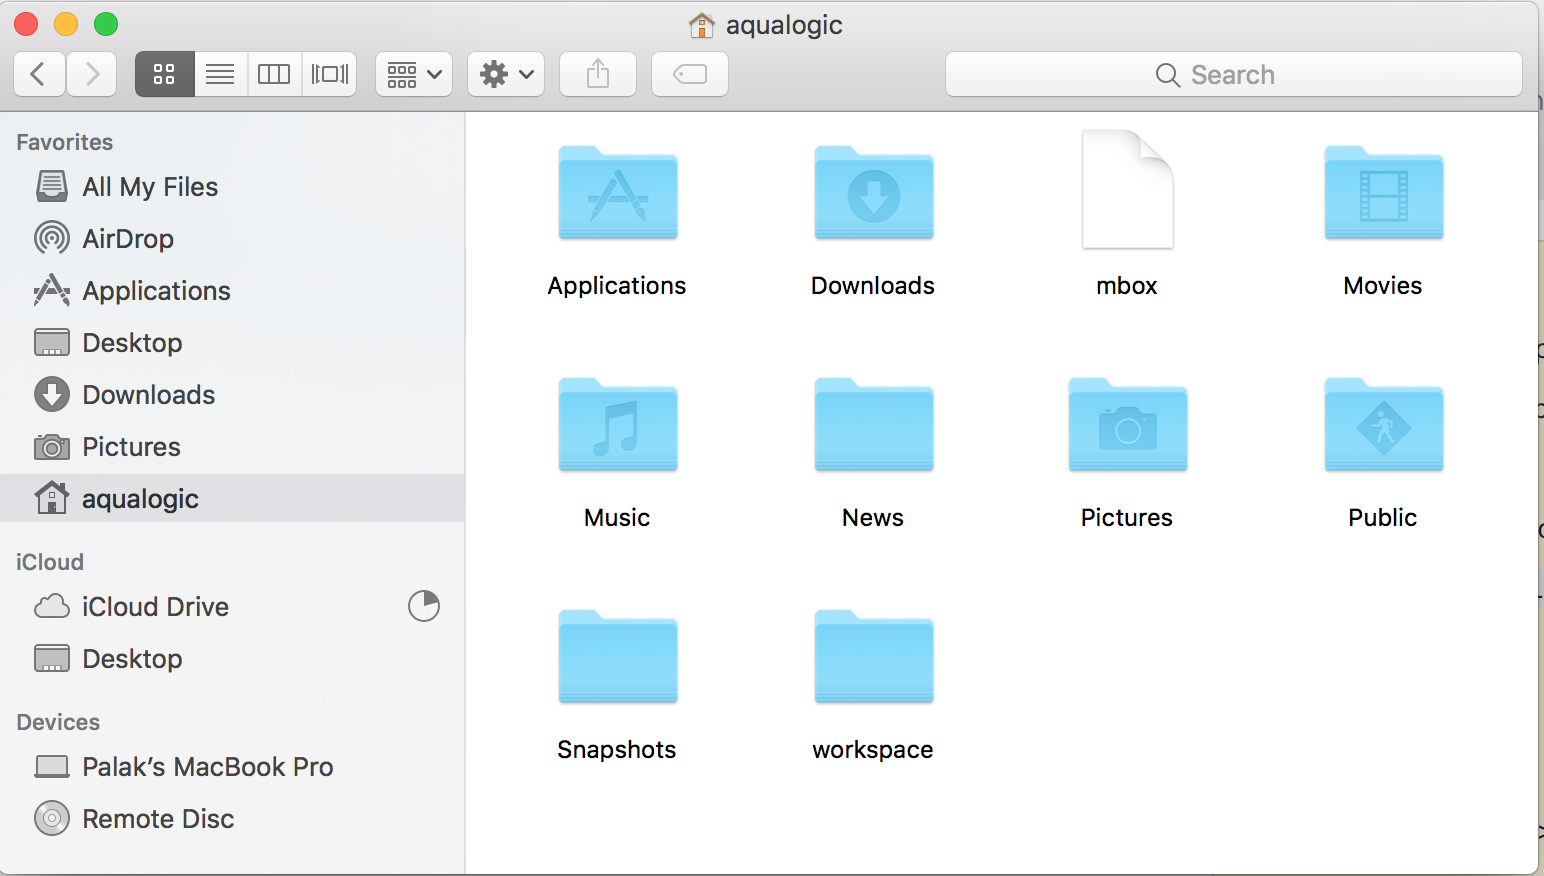 aqualogic
Search
Favorites
All My Files
AirDrop
Applications
Desktop
Downloads
Pictures
aqualogic
iCloud
iCloud Drive
Desktop
Devices
Palak’s MacBook Pro
Remote Disc
Applications
Downloads
mbox
Movies
Music
News
Pictures
Public
Snapshots
workspace